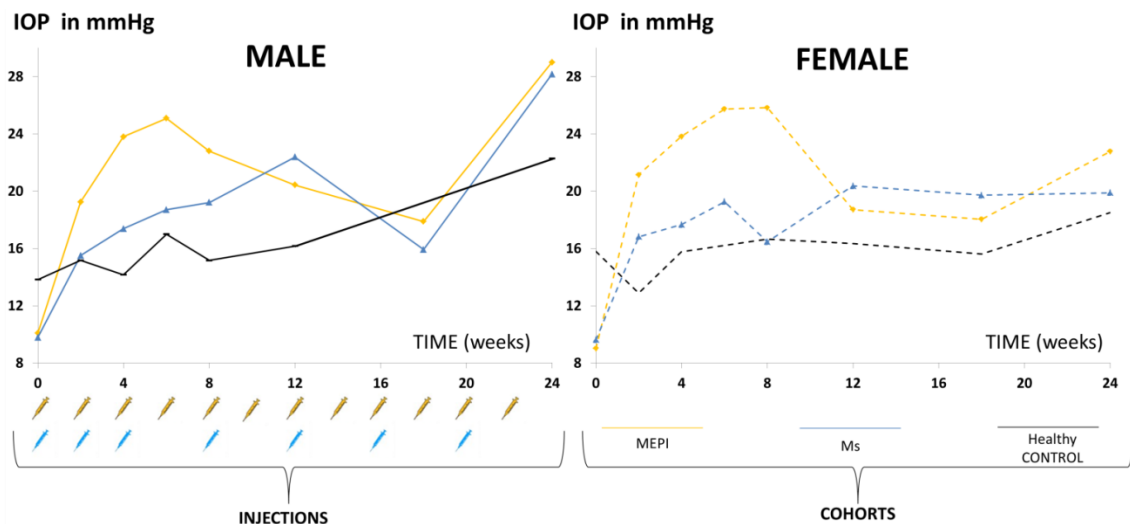 IOP in mmHg
MALE
28
24
20
16
12
8
TIME (weeks)
0 4 8 12 16 20 24
INJECTIONS
IOP in mmHg
FEMALE
28
24
20
16
12
8
TIME (weeks)
0 4 8 12 16 20 24
MEPI
Ms
Healthy
CONTROL
COHORTS